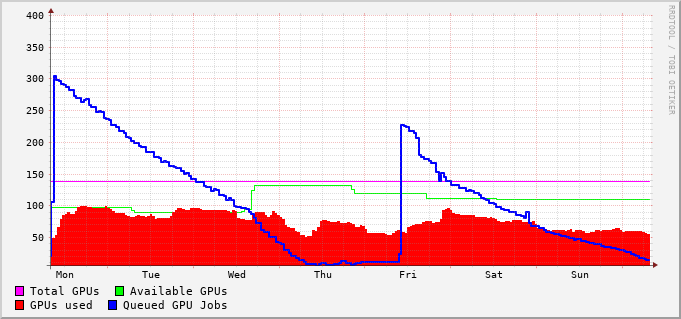 400
350
300
250
200
150
100
50
Mon Tue Wed Thu Fri Sat Sun
Total GPUs Available GPUs
GPUs used Queued GPU Jobs
RRDTOOL / TOBI OETIKER